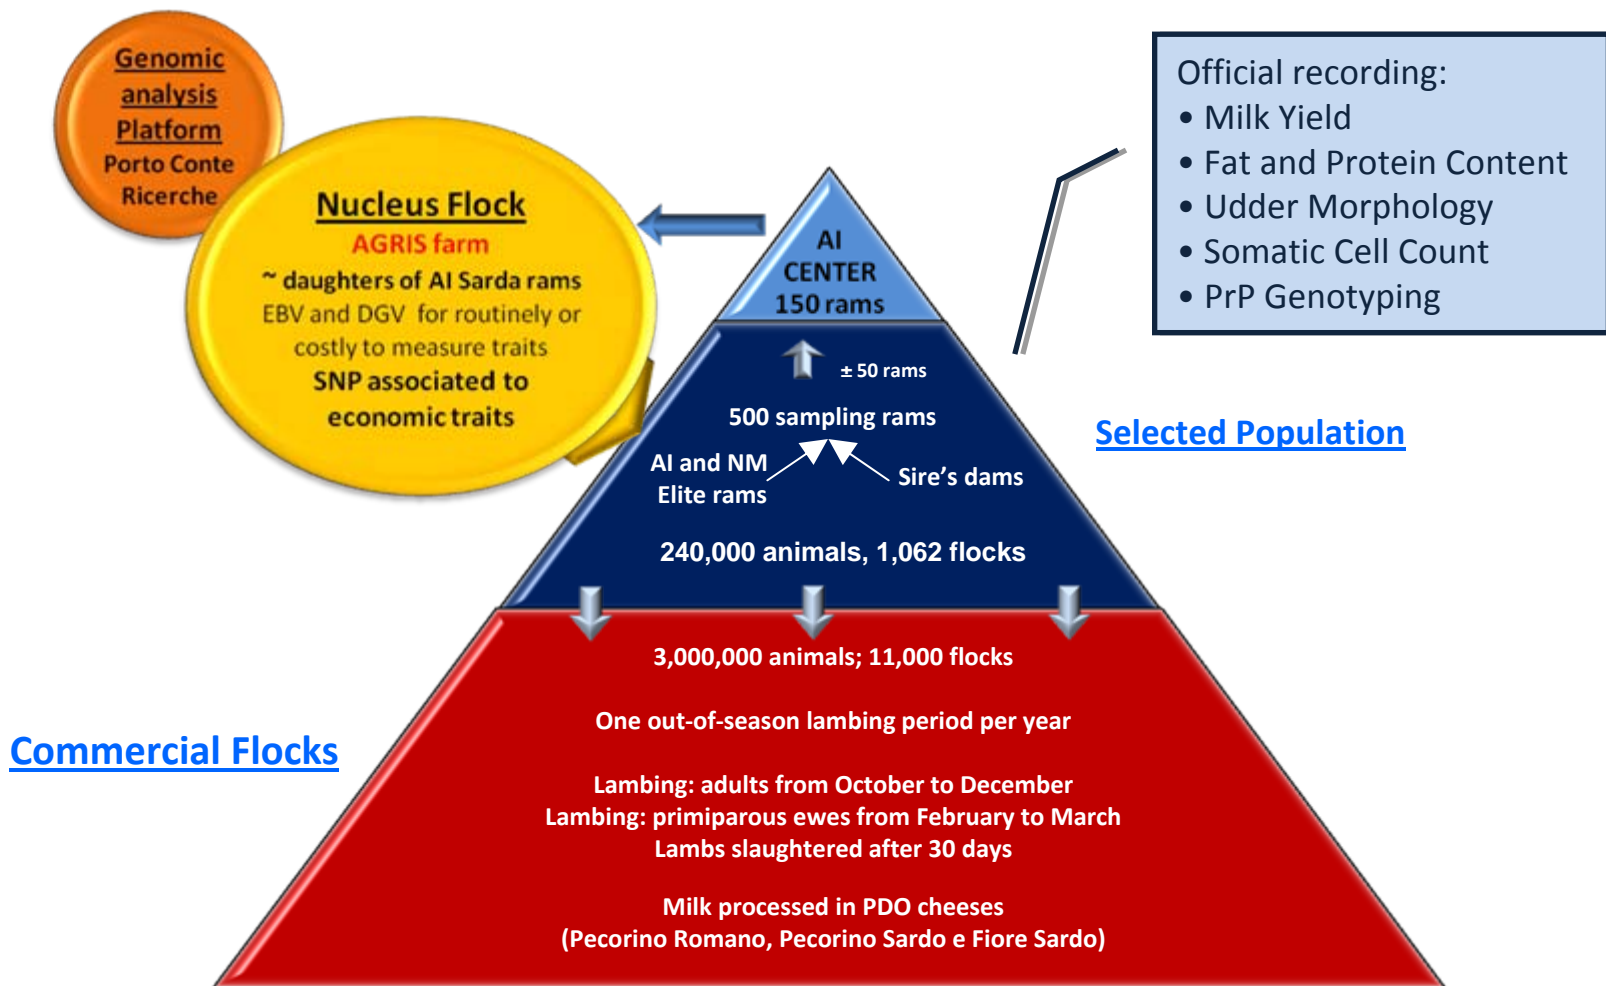 Genomic
analysis
Platform
Porto Conte
Ricerche
Nucleus Flock
AGRIS farm
~ daughters of AI Sarda rams
EBV and DGV for routinely or
costly to measure traits
SNP associated to
economic traits
AI
CENTER
150 rams
Official recording:
• Milk Yield
• Fat and Protein Content
• Udder Morphology
• Somatic Cell Count
• PrP Genotyping
± 50 rams
500 sampling rams
AI and NM
Elite rams
Sire’s dams
240,000 animals, 1,062 flocks
Selected Population
3,000,000 animals; 11,000 flocks
One out-of-season lambing period per year
Commercial Flocks
Lambing: adults from October to December
Lambing: primiparous ewes from February to March
Lambs slaughtered after 30 days
Milk processed in PDO cheeses
(Pecorino Romano, Pecorino Sardo e Fiore Sardo)